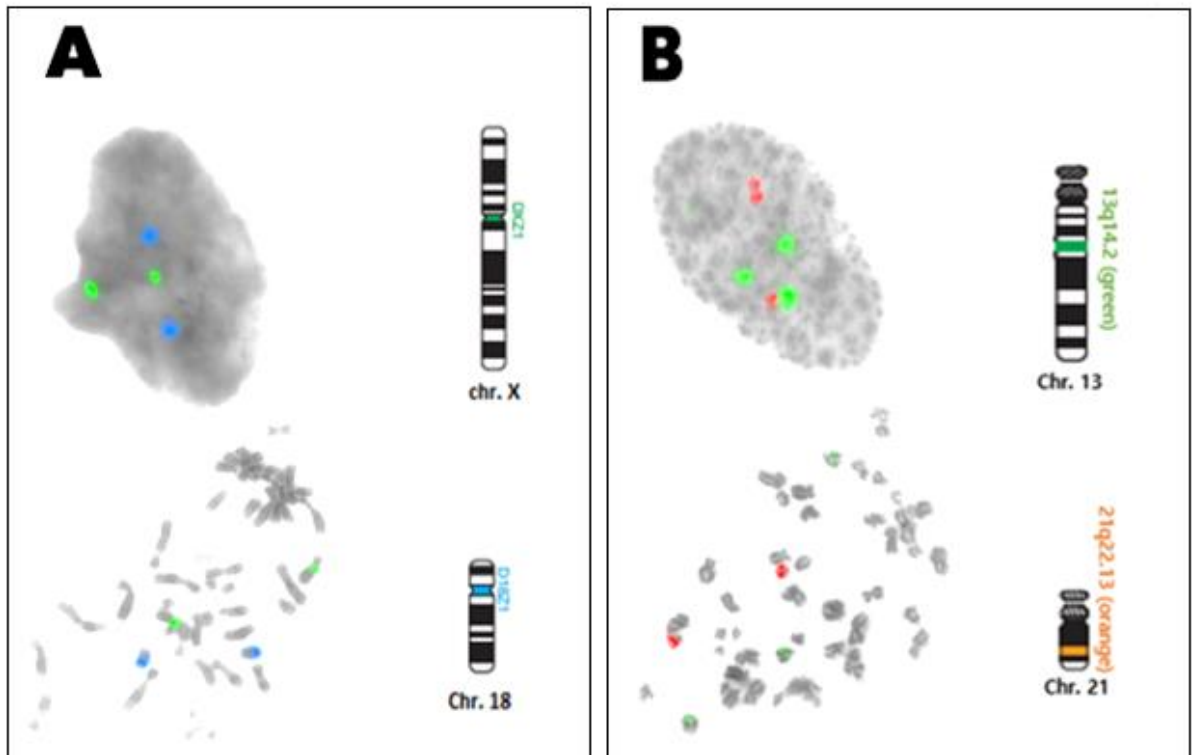 A
DXZ1
chr. X
D18Z1
Chr. 18
B
13q14.2 (green)
Chr. 13
21q22.13 (orange)
Chr. 21